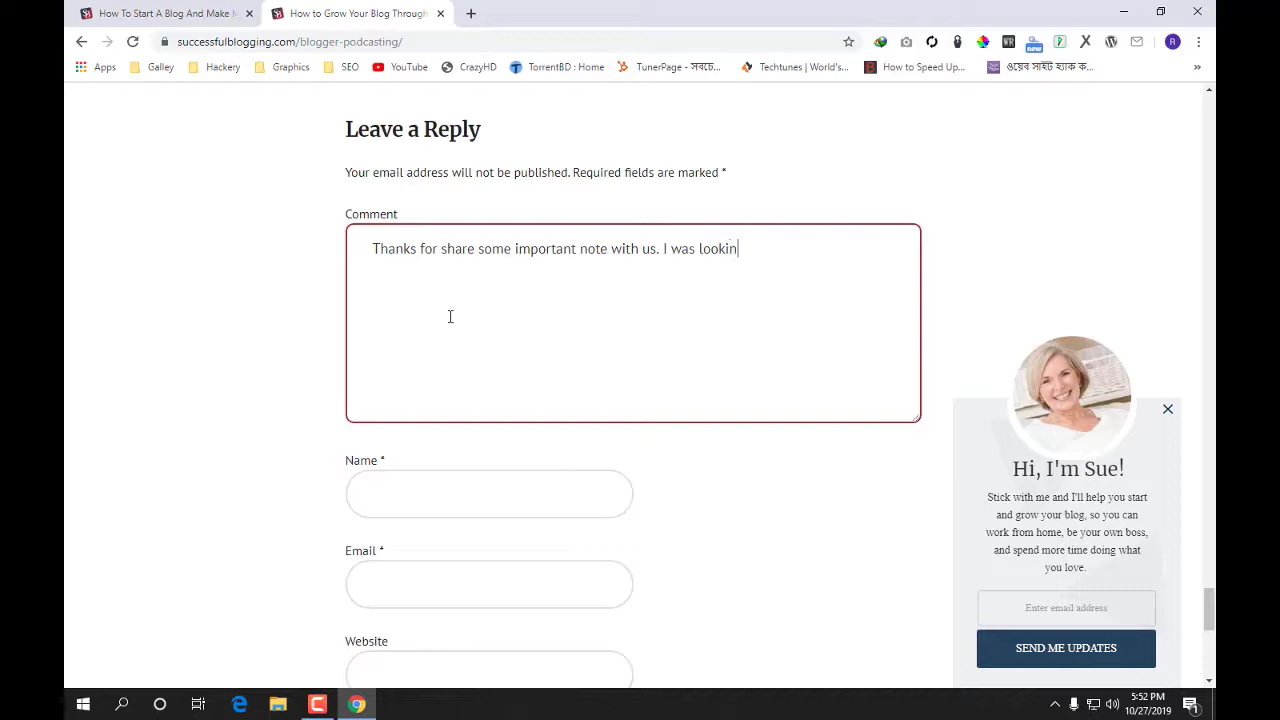 How To Start A Blog And Make
How to Grow Your Blog Through
successfulblogging.com/blogger-podcasting/
new
WR
R
Apps
Galley
Hackery
Graphics
SEO
YouTube
CrazyHD
TorrentBD : Home
TunerPage - সবচে...
Techtunes | World's...
How to Speed Up...
ওয়েব সাইট হ্যাক ক...
»
Leave a Reply
Your email address will not be published. Required fields are marked *
Comment
Thanks for share some important note with us. I was lookin
Name *
Email *
Website
Hi, I'm Sue!
Stick with me and I'll help you start
and grow your blog, so you can
work from home, be your own boss,
and spend more time doing what
you love.
Enter email address
SEND ME UPDATES
5:52 PM
10/27/2019
1